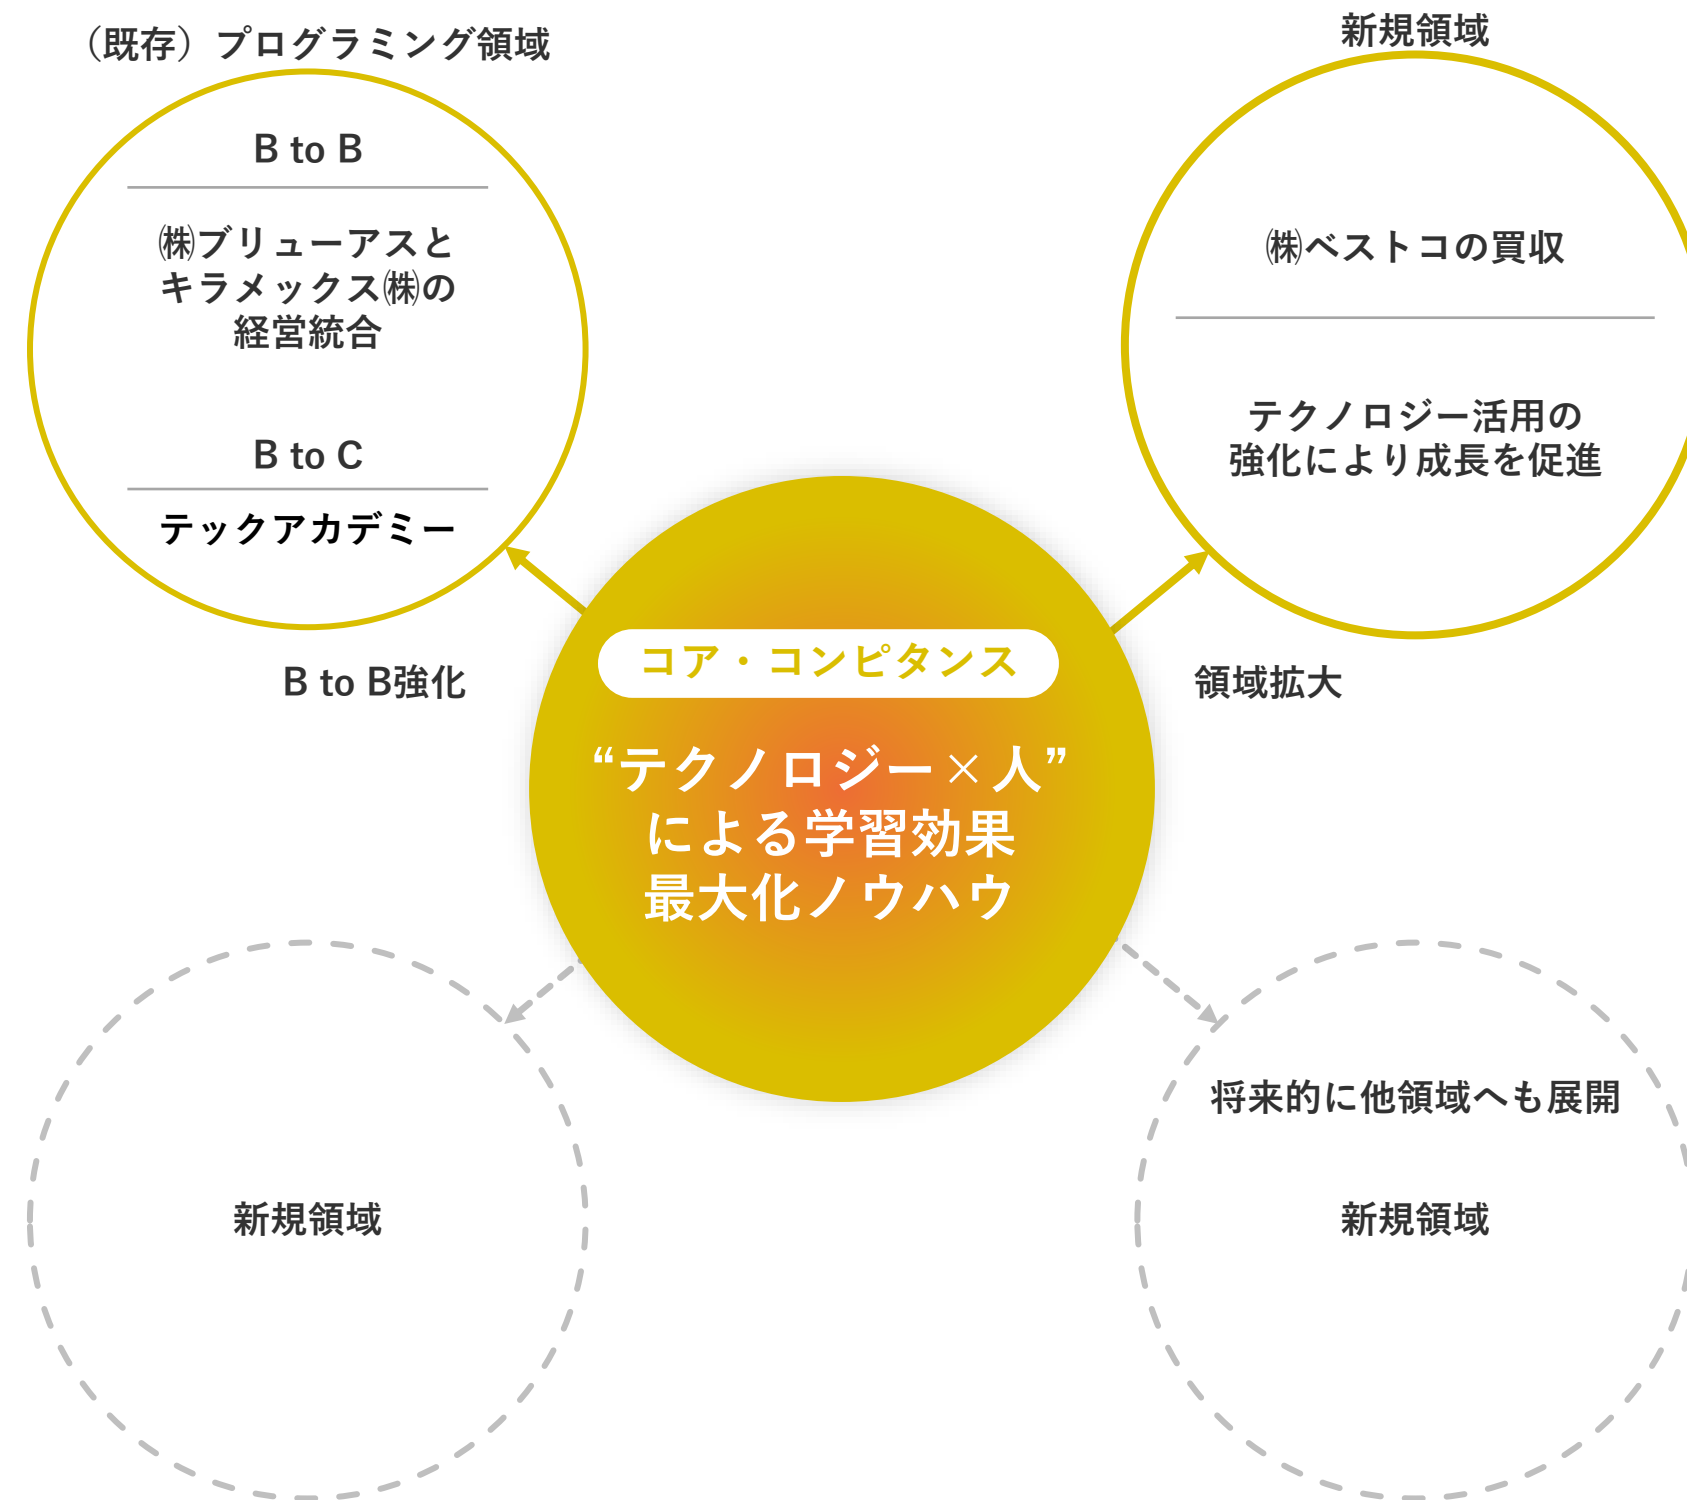 （既存）プログラミング領域
B to B
㈱ブリューアスと
キラメックス㈱の
経営統合
B to C
テックアカデミー
B to B強化
新規領域
㈱ベストコの買収
テクノロジー活用の
強化により成長を促進
領域拡大
コア・コンピタンス
“テクノロジー×人”
による学習効果
最大化ノウハウ
新規領域
将来的に他領域へも展開
新規領域